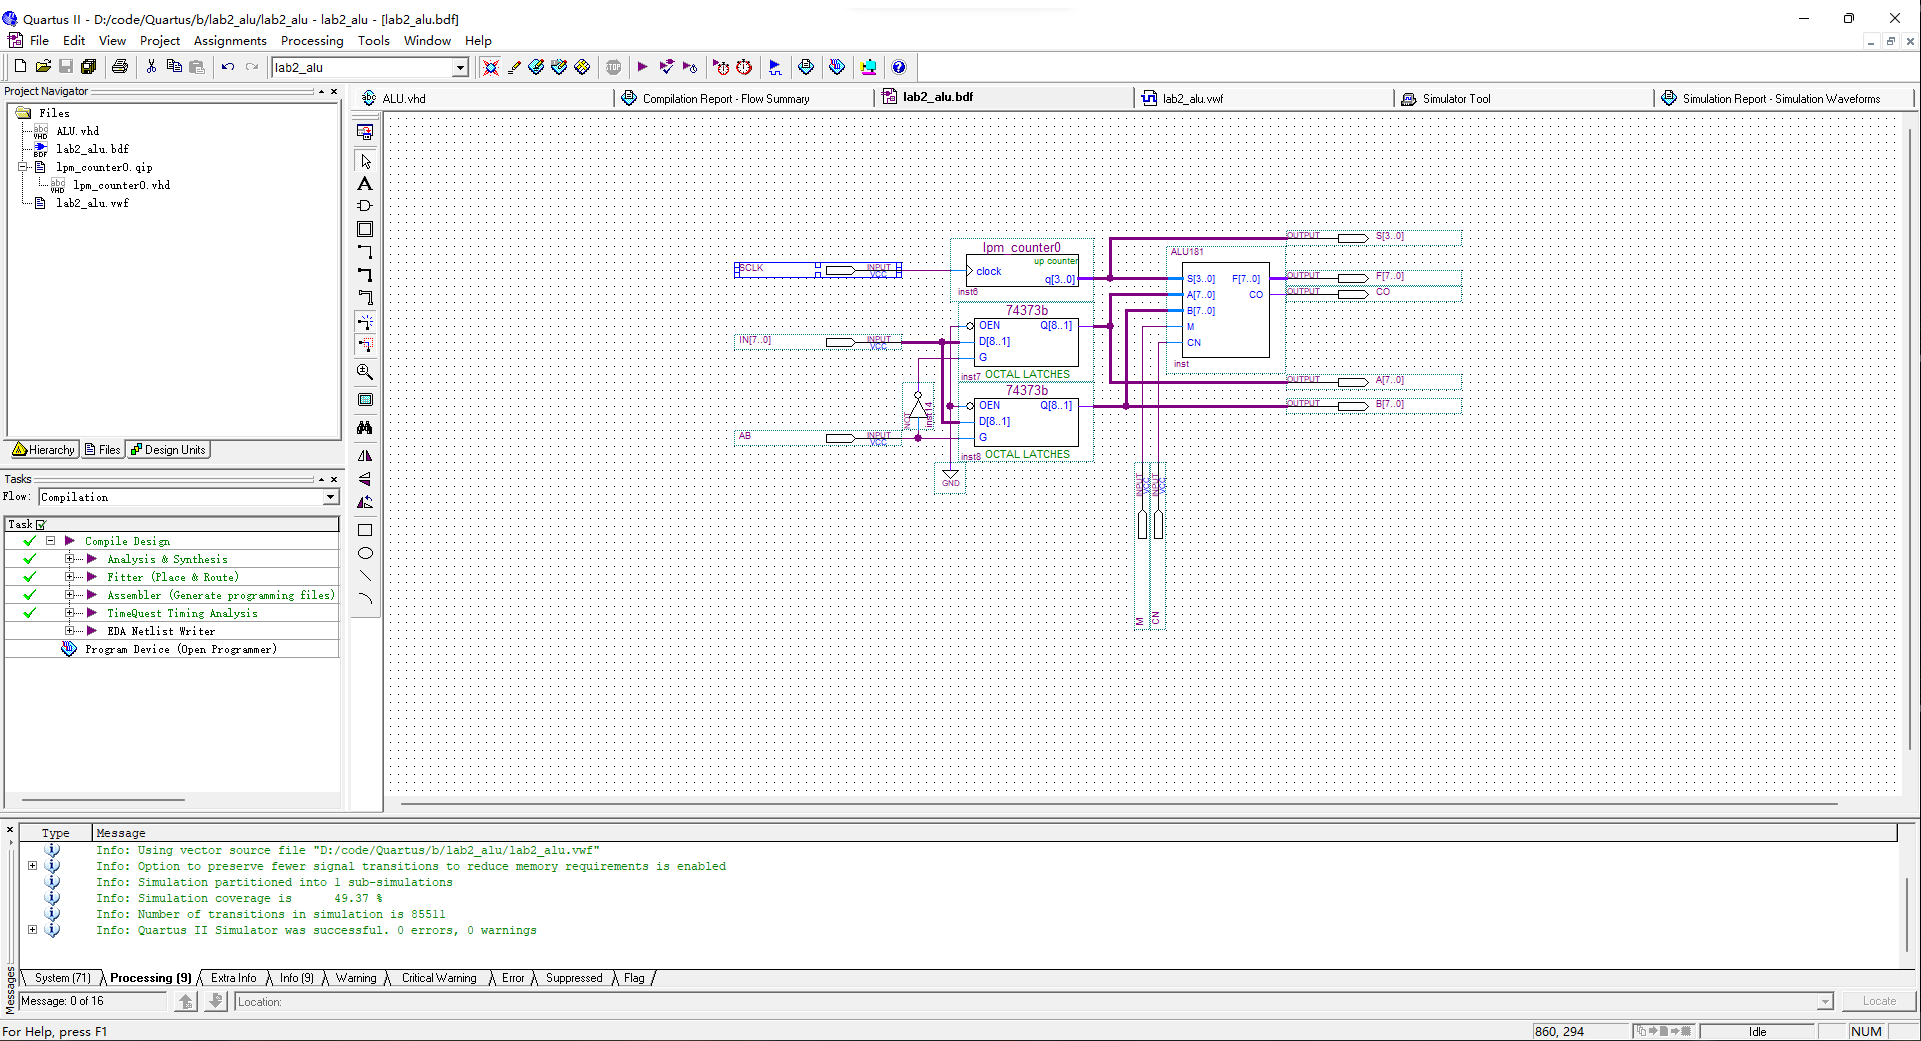 Quartus II - D:/code/Quartus/b/lab2_alu/lab2_alu - lab2_alu - [lab2_alu.bdf]
File Edit View Project Assignments Processing Tools Window Help
lab2_alu
Project Navigator
Files
ALU.vhd
lab2_alu.bdf
lpm_counter0.qip
lpm_counter0.vhd
lab2_alu.vwf
Hierarchy Files Design Units
Tasks
Flow: Compilation
Task
Compile Design
Analysis & Synthesis
Fitter (Place & Route)
Assembler (Generate programming files)
TimeQuest Timing Analysis
EDA Netlist Writer
Program Device (Open Programmer)
ALU.vhd Compilation Report - Flow Summary lab2_alu.bdf lab2_alu.vwf Simulator Tool Simulation Report - Simulation Waveforms
SCLK INPUT VCC
lpm_counter0
up counter
clock
q[3..0]
inst6
IN[7..0] INPUT VCC
74373b
OEN Q[8..1]
D[8..1]
G
inst7 OCTAL LATCHES
74373b
OEN Q[8..1]
D[8..1]
G
inst8 OCTAL LATCHES
NOT
inst14
AB INPUT VCC
GND
ALU181
S[3..0] F[7..0]
A[7..0] CO
B[7..0]
M
CN
inst
OUTPUT S[3..0]
OUTPUT F[7..0]
OUTPUT CO
OUTPUT A[7..0]
OUTPUT B[7..0]
INPUT VCC M
INPUT VCC CN
Type Message
Info: Using vector source file "D:/code/Quartus/b/lab2_alu/lab2_alu.vwf"
Info: Option to preserve fewer signal transitions to reduce memory requirements is enabled
Info: Simulation partitioned into 1 sub-simulations
Info: Simulation coverage is 49.37 %
Info: Number of transitions in simulation is 85511
Info: Quartus II Simulator was successful. 0 errors, 0 warnings
System (71) Processing (9) Extra Info Info (9) Warning Critical Warning Error Suppressed Flag
Messages
Message: 0 of 16 Location: Locate
For Help, press F1 860, 294 Idle NUM